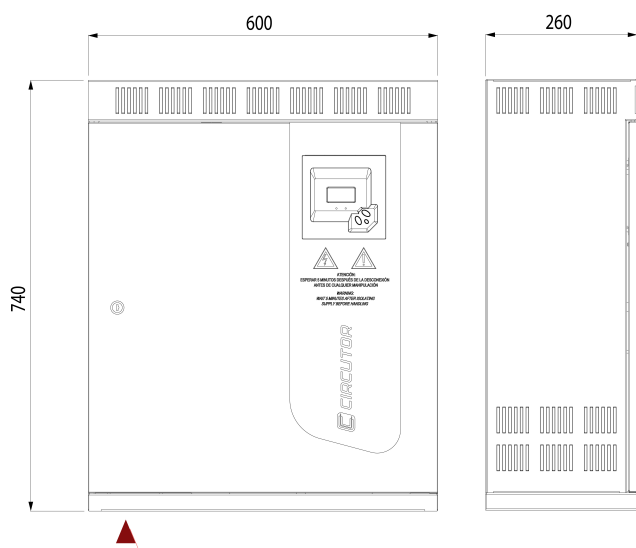 600
260
740
ATENCIÓN:
ESPERAR 5 MINUTOS DESPUÉS DE LA DESCONEXIÓN
ANTES DE CUALQUIER MANIPULACIÓN
WARNING:
WAIT 5 MINUTES AFTER ISOLATING
SUPPLY BEFORE HANDLING
CIRCUTOR